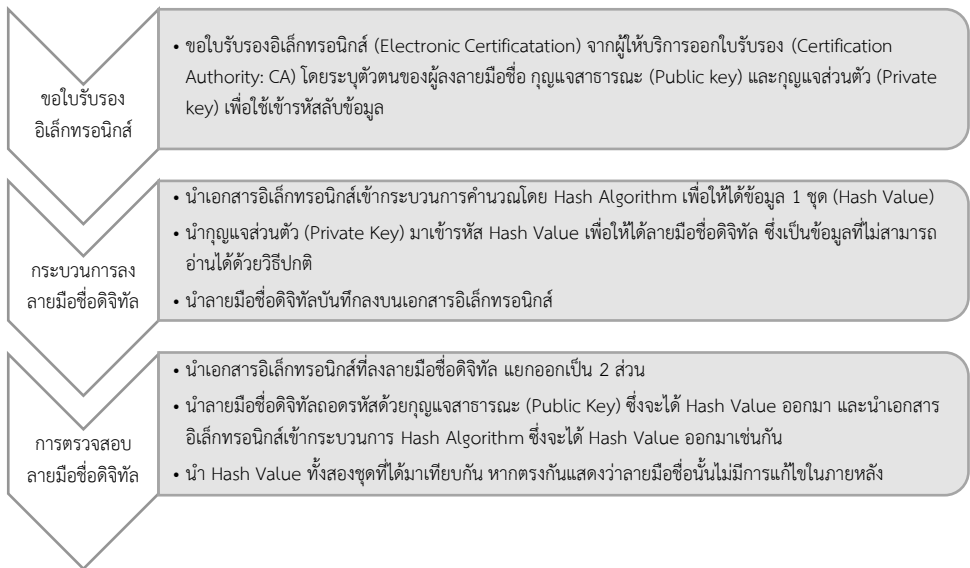 ขอใบรับรอง
อิเล็กทรอนิกส์
• ขอใบรับรองอิเล็กทรอนิกส์ (Electronic Certificatation) จากผู้ให้บริการออกใบรับรอง (Certification
Authority: CA) โดยระบุตัวตนของผู้ลงลายมือชื่อ กุญแจสาธารณะ (Public key) และกุญแจส่วนตัว (Private
key) เพื่อใช้เข้ารหัสลับข้อมูล
กระบวนการลง
ลายมือชื่อดิจิทัล
• นำเอกสารอิเล็กทรอนิกส์เข้ากระบวนการคำนวณโดย Hash Algorithm เพื่อให้ได้ข้อมูล 1 ชุด (Hash Value)
• นำกุญแจส่วนตัว (Private Key) มาเข้ารหัส Hash Value เพื่อให้ได้ลายมือชื่อดิจิทัล ซึ่งเป็นข้อมูลที่ไม่สามารถ
อ่านได้ด้วยวิธีปกติ
• นำลายมือชื่อดิจิทัลบันทึกลงบนเอกสารอิเล็กทรอนิกส์
การตรวจสอบ
ลายมือชื่อดิจิทัล
• นำเอกสารอิเล็กทรอนิกส์ที่ลงลายมือชื่อดิจิทัล แยกออกเป็น 2 ส่วน
• นำลายมือชื่อดิจิทัลถอดรหัสด้วยกุญแจสาธารณะ (Public Key) ซึ่งจะได้ Hash Value ออกมา และนำเอกสาร
อิเล็กทรอนิกส์เข้ากระบวนการ Hash Algorithm ซึ่งจะได้ Hash Value ออกมาเช่นกัน
• นำ Hash Value ทั้งสองชุดที่ได้มาเทียบกัน หากตรงกันแสดงว่าลายมือชื่อนั้นไม่มีการแก้ไขในภายหลัง